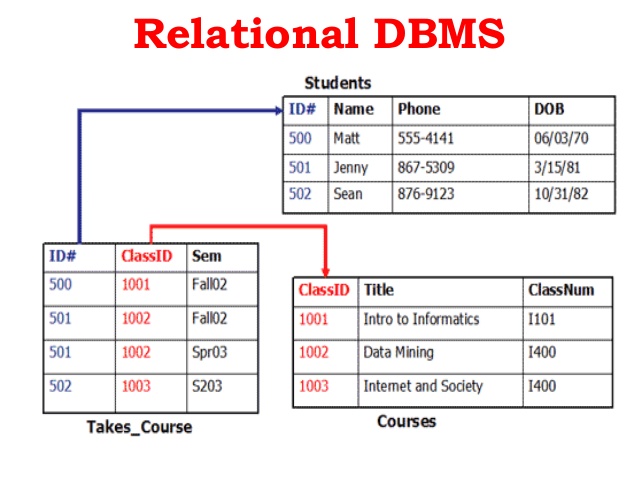 Relational DBMS
Students
ID# Name Phone DOB
500 Matt 555-4141 06/03/70
501 Jenny 867-5309 3/15/81
502 Sean 876-9123 10/31/82
ID# ClassID Sem
500 1001 Fall02
501 1002 Fall02
501 1002 Spr03
502 1003 S203
Takes_Course
ClassID Title ClassNum
1001 Intro to Informatics I101
1002 Data Mining I400
1003 Internet and Society I400
Courses